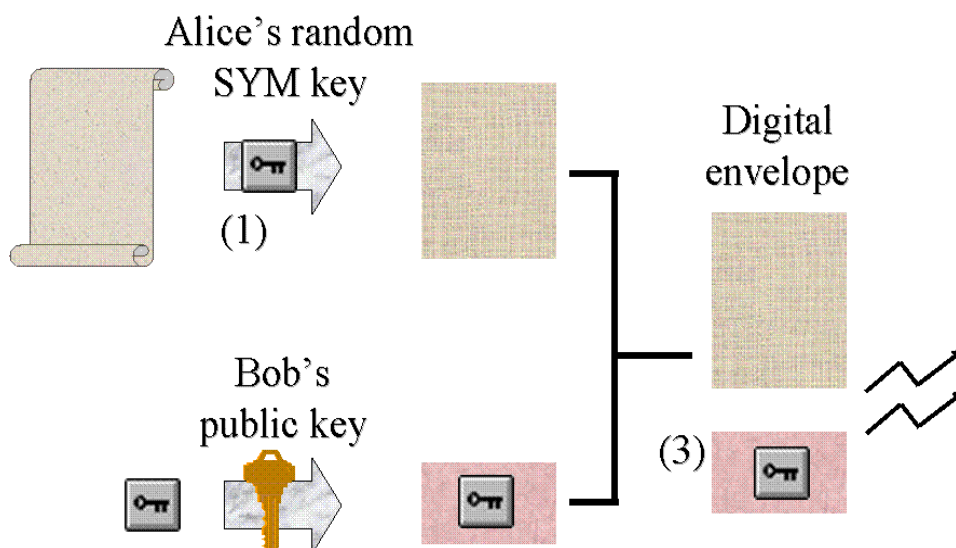 Alice's random
SYM key
(1)
Digital
envelope
Bob's
public key
(3)